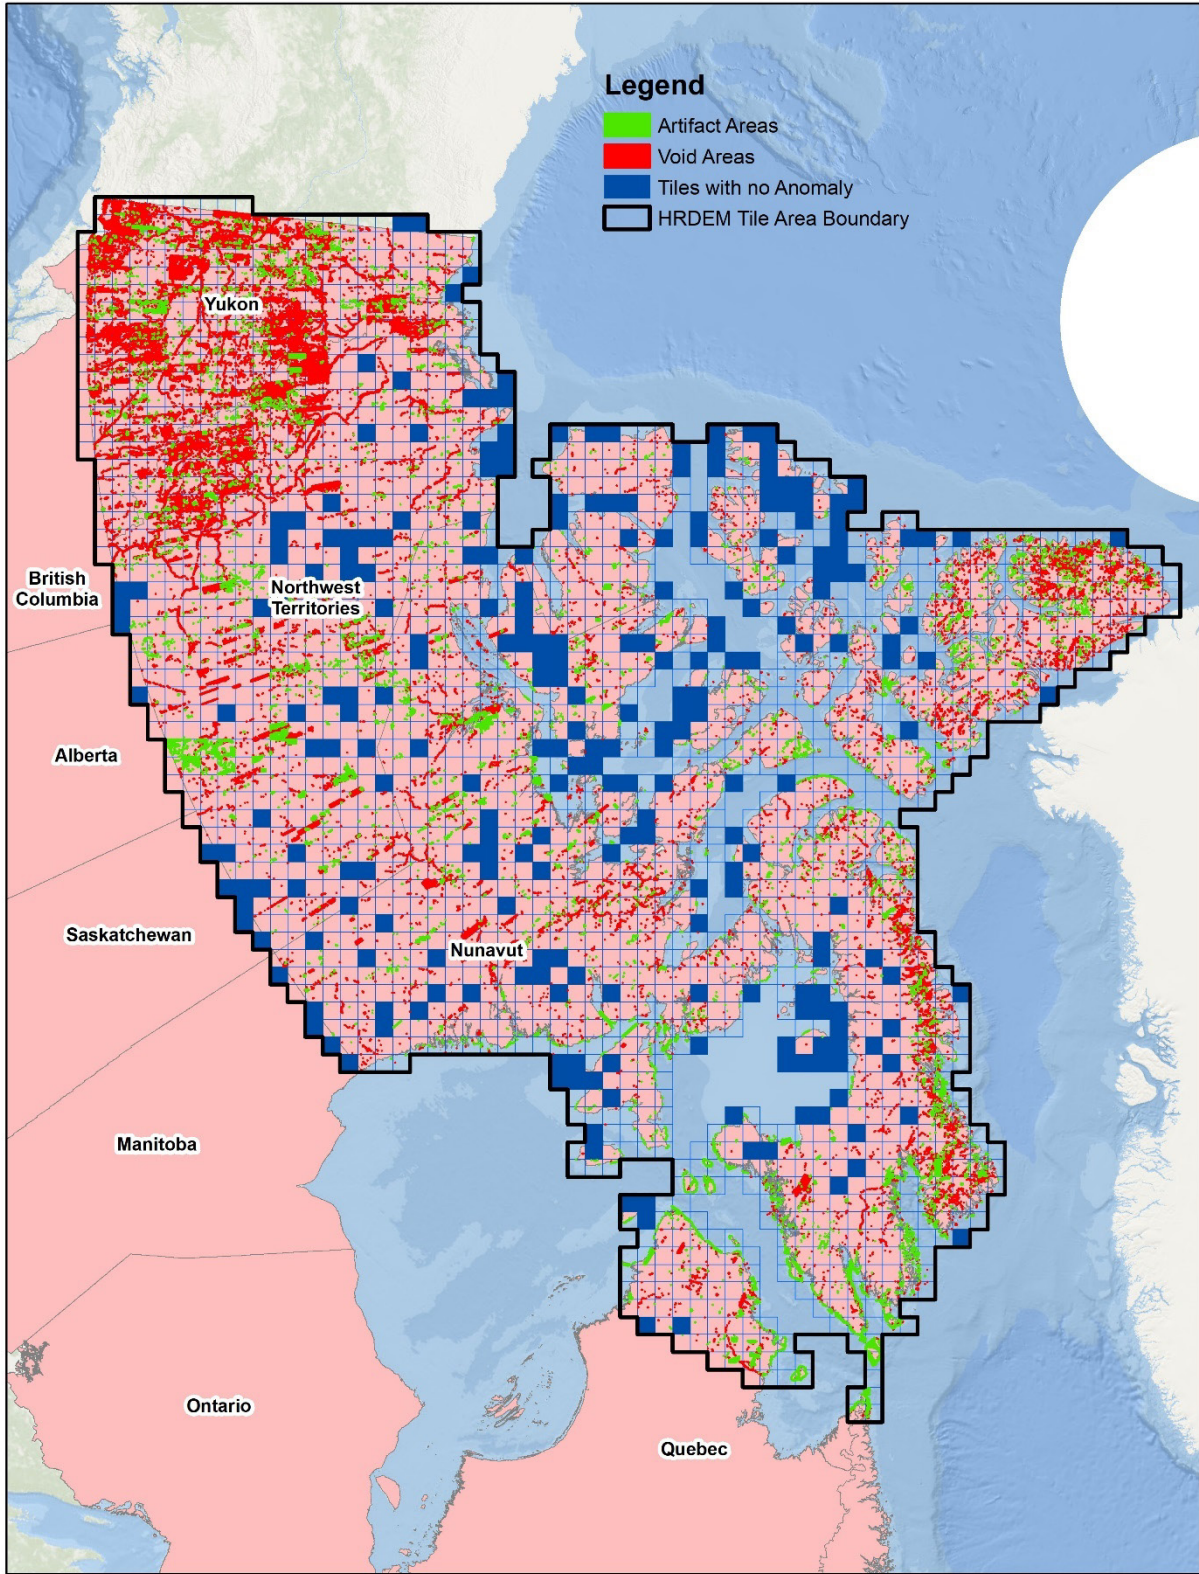 Legend
Artifact Areas
Void Areas
Tiles with no Anomaly
HRDEM Tile Area Boundary
Yukon
British
Columbia
Northwest
Territories
Alberta
Saskatchewan
Nunavut
Manitoba
Ontario
Quebec